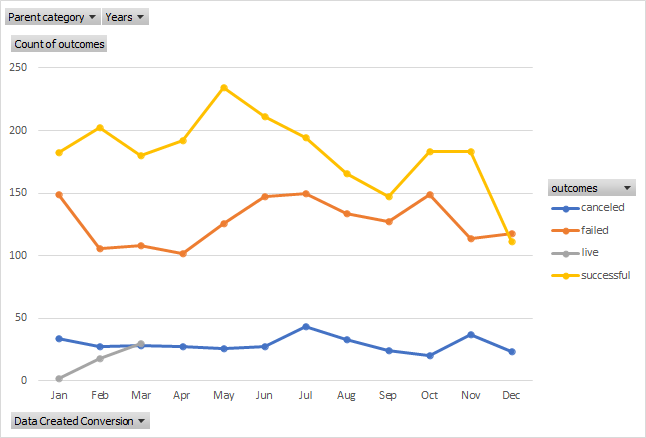 Parent category Years
Count of outcomes
250
200
150
100
50
0
Jan Feb Mar Apr May Jun Jul Aug Sep Oct Nov Dec
outcomes
canceled
failed
live
successful
Data Created Conversion